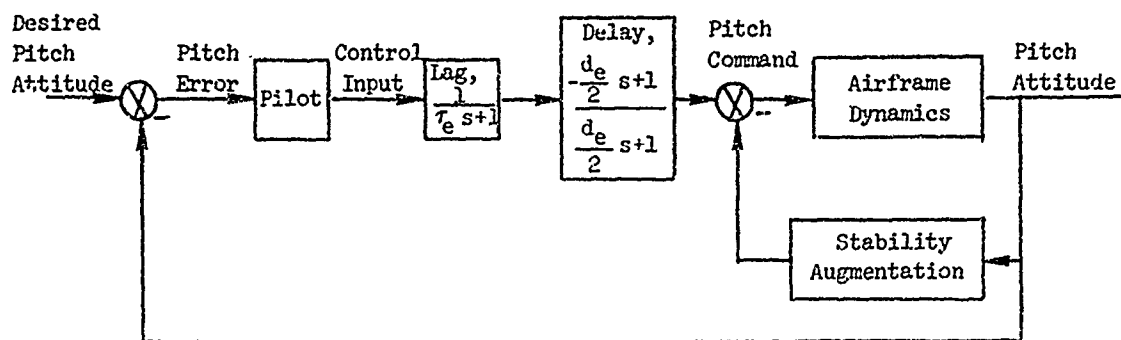 Desired
Pitch
Attitude
Pitch
Error
Pilot
Control
Input
Lag,
1
τe s+1
Delay,
-de/2 s+1
de/2 s+1
Pitch
Command
Airframe
Dynamics
Pitch
Attitude
Stability
Augmentation